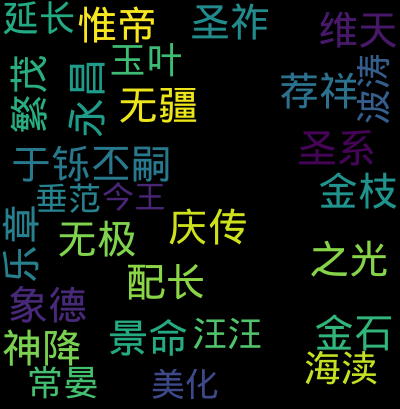 延长
惟帝
圣祚
维天
玉叶
繁茂
永昌
无疆
荐祥
波涛
圣系
于铄丕嗣
垂范
今王
金枝
乐章
无极
庆传
之光
配长
象德
神降
景命
汪汪
金石
海渎
常晏
美化